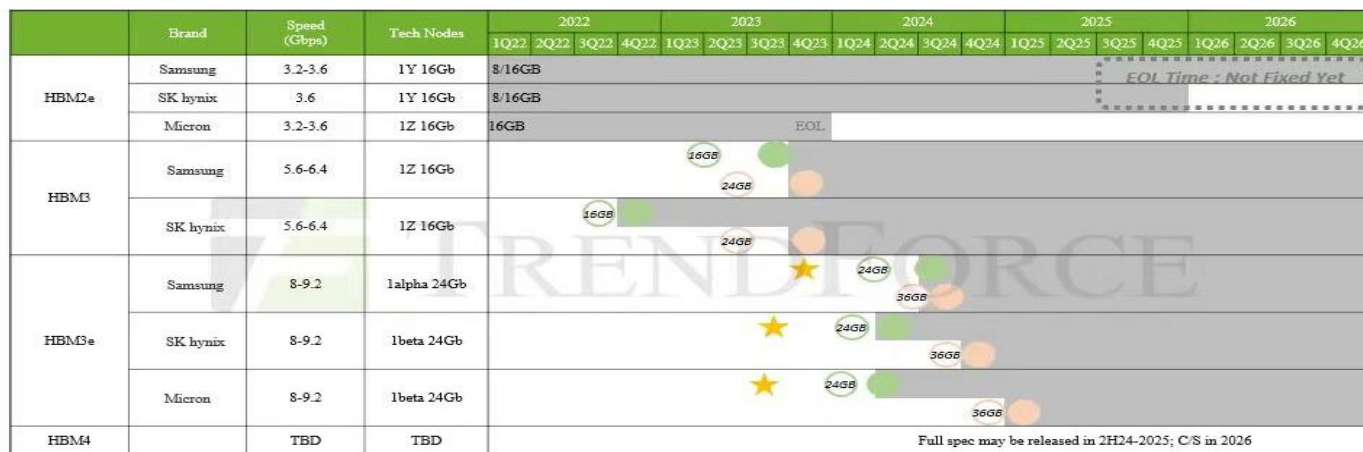 Brand Speed (Gbps) Tech Nodes 2022 2023 2024 2025 2026
1Q22 2Q22 3Q22 4Q22 1Q23 2Q23 3Q23 4Q23 1Q24 2Q24 3Q24 4Q24 1Q25 2Q25 3Q25 4Q25 1Q26 2Q26 3Q26 4Q26
HBM2e
Samsung 3.2-3.6 1Y 16Gb 8/16GB
EOL Time : Not Fixed Yet
SK hynix 3.6 1Y 16Gb 8/16GB
Micron 3.2-3.6 1Z 16Gb 16GB EOL
HBM3
Samsung 5.6-6.4 1Z 16Gb 16GB
24GB
SK hynix 5.6-6.4 1Z 16Gb 16GB
24GB
TRENDFORCE
HBM3e
Samsung 8-9.2 1alpha 24Gb 24GB
36GB
SK hynix 8-9.2 1beta 24Gb 24GB
36GB
Micron 8-9.2 1beta 24Gb 24GB
36GB
HBM4 TBD TBD Full spec may be released in 2H24-2025; C/S in 2026